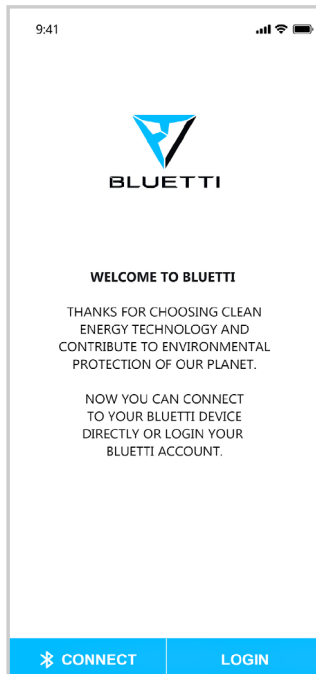 9:41
BLUETTI
WELCOME TO BLUETTI
THANKS FOR CHOOSING CLEAN
ENERGY TECHNOLOGY AND
CONTRIBUTE TO ENVIRONMENTAL
PROTECTION OF OUR PLANET.
NOW YOU CAN CONNECT
TO YOUR BLUETTI DEVICE
DIRECTLY OR LOGIN YOUR
BLUETTI ACCOUNT.
CONNECT LOGIN